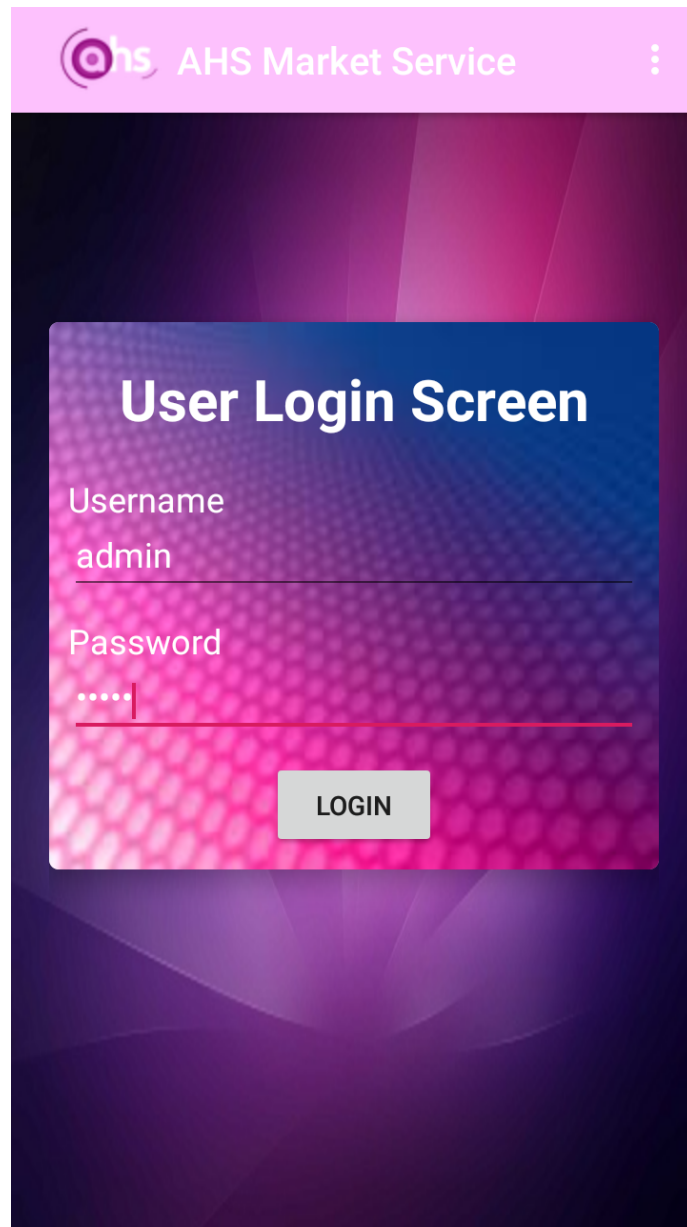 ahs AHS Market Service
User Login Screen
Username
admin
Password
•••••
LOGIN